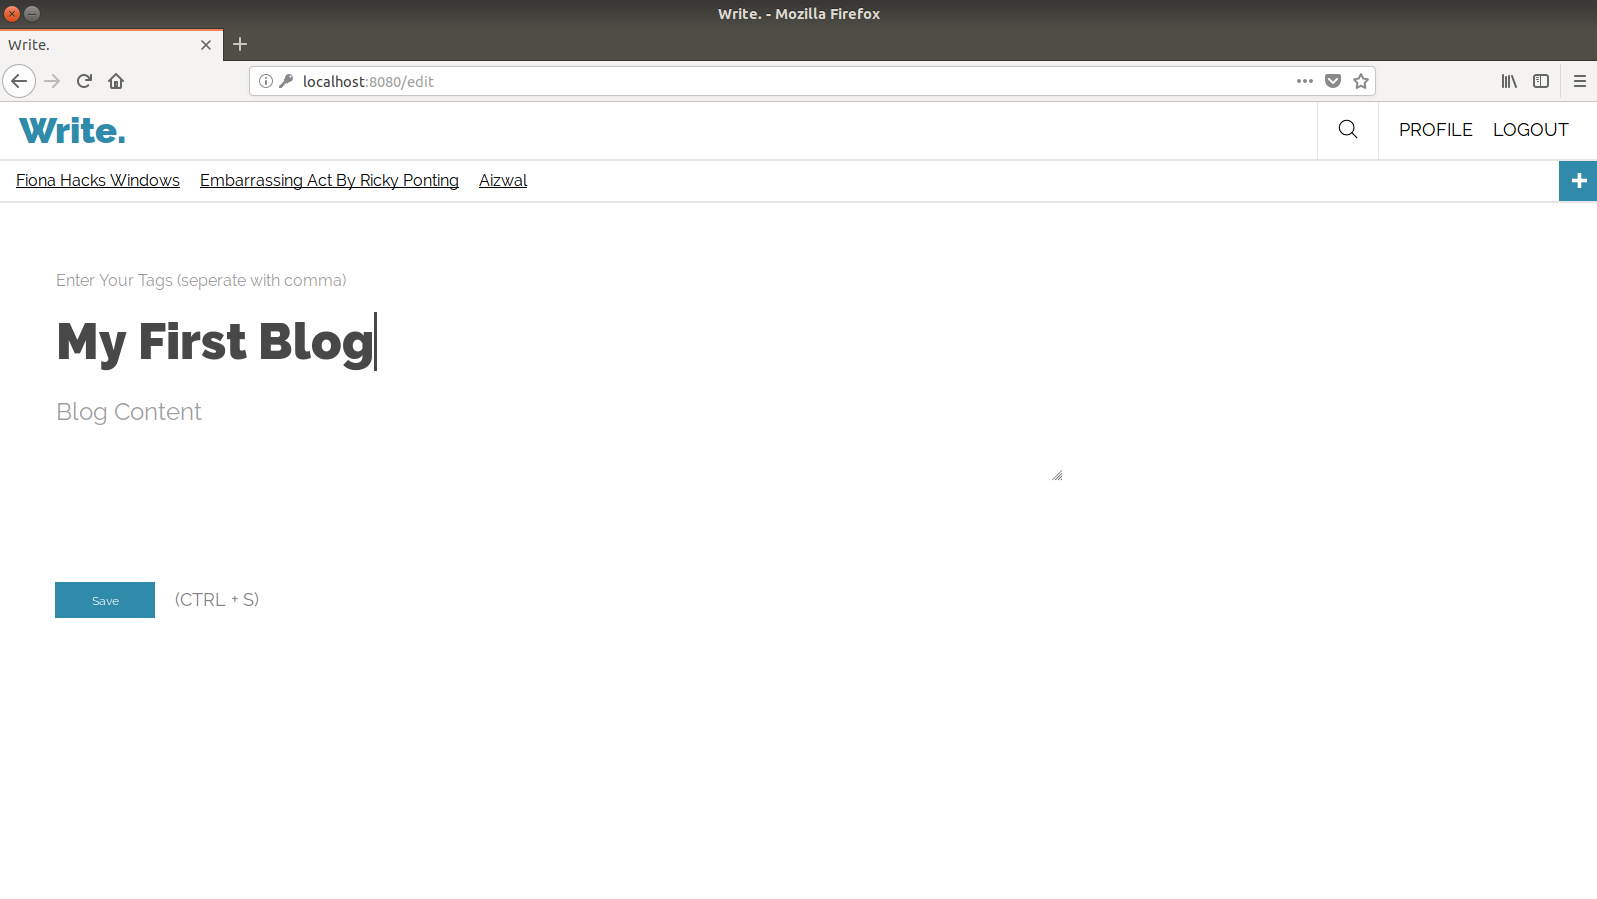 Write. - Mozilla Firefox
Write.
localhost:8080/edit
Write.
PROFILE LOGOUT
Fiona Hacks Windows Embarrassing Act By Ricky Ponting Aizwal
Enter Your Tags (seperate with comma)
My First Blog
Blog Content
Save (CTRL + S)